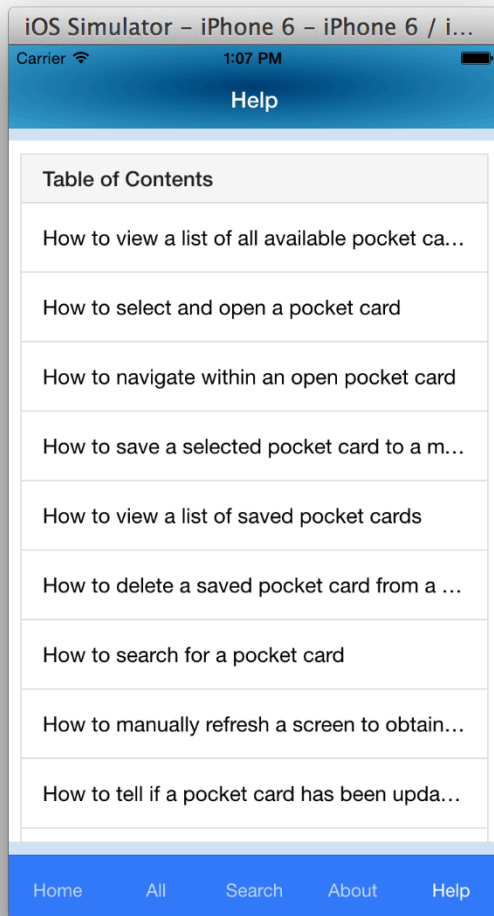 iOS Simulator – iPhone 6 – iPhone 6 / i...
Carrier 1:07 PM
Help
Table of Contents
How to view a list of all available pocket ca...
How to select and open a pocket card
How to navigate within an open pocket card
How to save a selected pocket card to a m...
How to view a list of saved pocket cards
How to delete a saved pocket card from a ...
How to search for a pocket card
How to manually refresh a screen to obtain...
How to tell if a pocket card has been upda...
Home All Search About Help